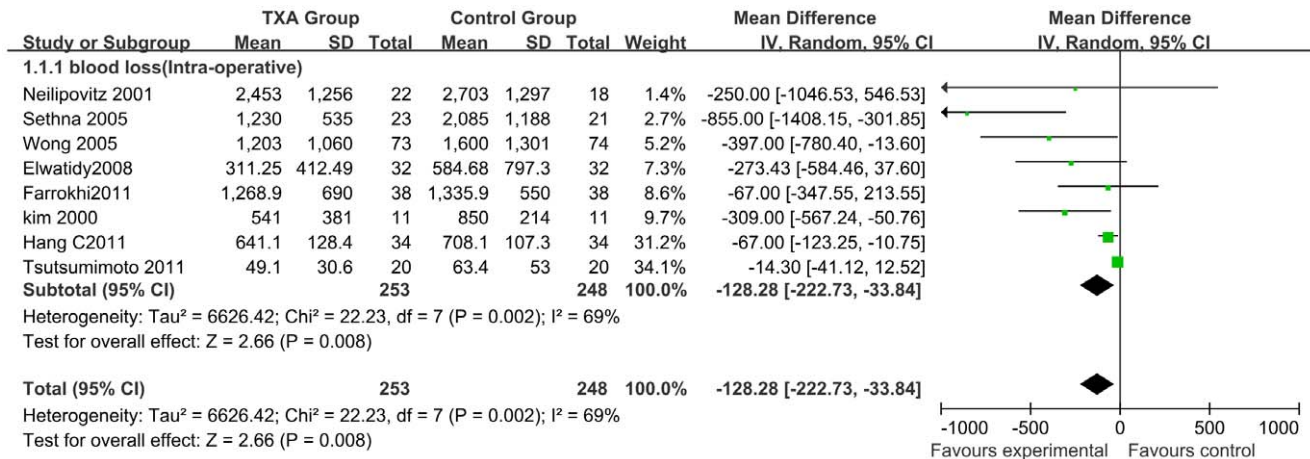 TXA Group Control Group Mean Difference Mean Difference
Study or Subgroup Mean SD Total Mean SD Total Weight IV, Random, 95% CI IV, Random, 95% CI
1.1.1 blood loss(Intra-operative)
Neilipovitz 2001 2,453 1,256 22 2,703 1,297 18 1.4% -250.00 [-1046.53, 546.53]
Sethna 2005 1,230 535 23 2,085 1,188 21 2.7% -855.00 [-1408.15, -301.85]
Wong 2005 1,203 1,060 73 1,600 1,301 74 5.2% -397.00 [-780.40, -13.60]
Elwatidy2008 311.25 412.49 32 584.68 797.3 32 7.3% -273.43 [-584.46, 37.60]
Farrokhi2011 1,268.9 690 38 1,335.9 550 38 8.6% -67.00 [-347.55, 213.55]
kim 2000 541 381 11 850 214 11 9.7% -309.00 [-567.24, -50.76]
Hang C2011 641.1 128.4 34 708.1 107.3 34 31.2% -67.00 [-123.25, -10.75]
Tsutsumimoto 2011 49.1 30.6 20 63.4 53 20 34.1% -14.30 [-41.12, 12.52]
Subtotal (95% CI) 253 248 100.0% -128.28 [-222.73, -33.84]
Heterogeneity: Tau² = 6626.42; Chi² = 22.23, df = 7 (P = 0.002); I² = 69%
Test for overall effect: Z = 2.66 (P = 0.008)
Total (95% CI) 253 248 100.0% -128.28 [-222.73, -33.84]
Heterogeneity: Tau² = 6626.42; Chi² = 22.23, df = 7 (P = 0.002); I² = 69%
Test for overall effect: Z = 2.66 (P = 0.008)
-1000 -500 0 500 1000
Favours experimental Favours control